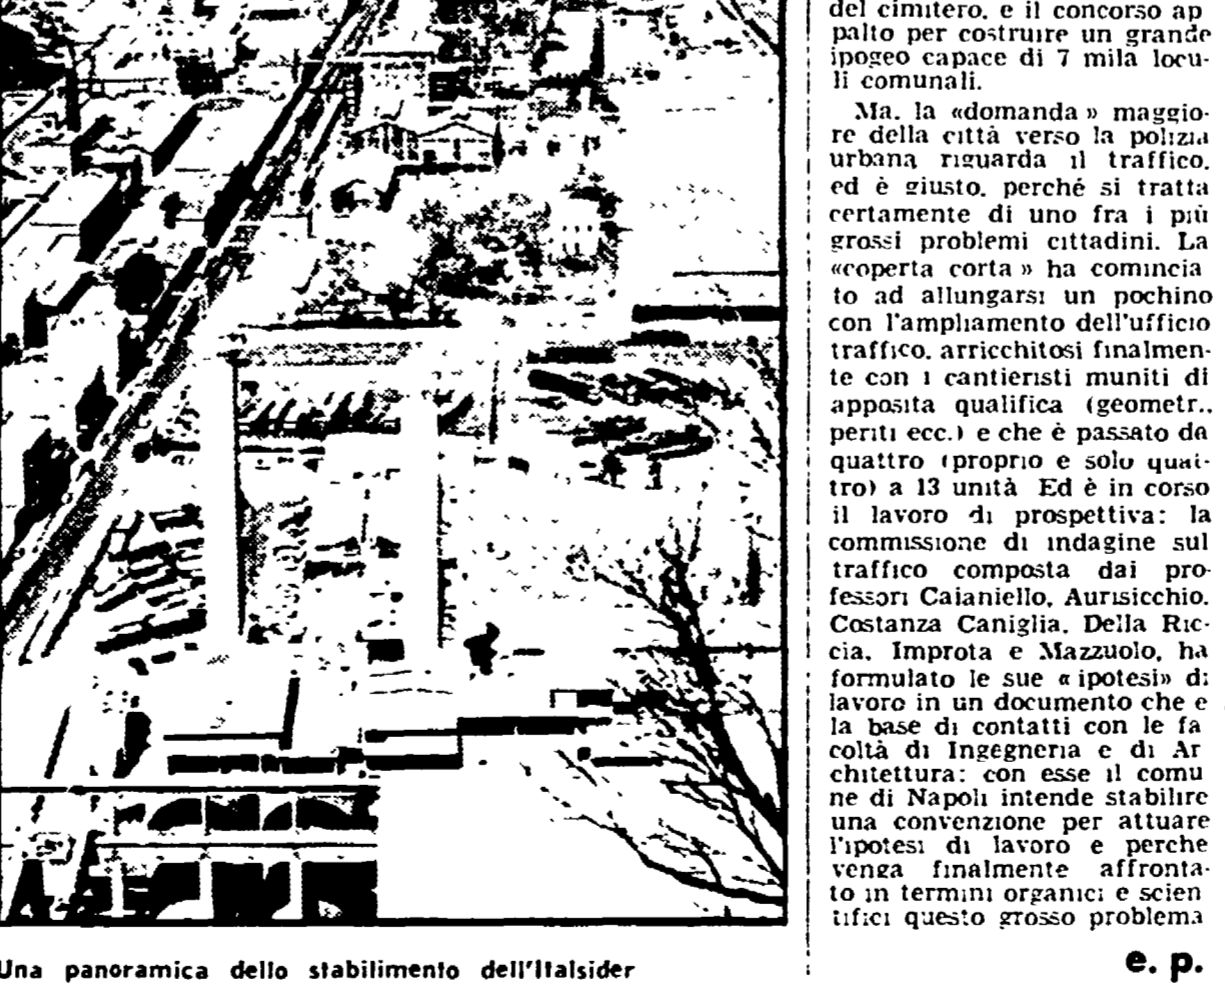 Una panoramica dello stabilimento dell'Italsider
del cimitero. e il concorso ap
palto per costruire un grande
ipogeo capace di 7 mila locu-
li comunali.
Ma. la «domanda» maggio-
re della città verso la polizia
urbana riguarda il traffico.
ed è giusto. perché si tratta
certamente di uno fra i più
grossi problemi cittadini. La
«coperta corta» ha comincia
to ad allungarsi un pochino
con l'ampliamento dell'ufficio
traffico. arricchitosi finalmen-
te con i cantieristi muniti di
apposita qualifica (geometr..
periti ecc.) e che è passato da
quattro (proprio e solo quat-
tro) a 13 unità Ed è in corso
il lavoro di prospettiva: la
commissione di indagine sul
traffico composta dai pro-
fessori Caianiello, Aurisicchio.
Costanza Caniglia. Della Ric-
cia. Improta e Mazzuolo, ha
formulato le sue «ipotesi» di
lavoro in un documento che e
la base di contatti con le fa
coltà di Ingegneria e di Ar
chitettura: con esse il comu
ne di Napoli intende stabilire
una convenzione per attuare
l'ipotesi di lavoro e perche
venga finalmente affronta-
to in termini organici e scien
tifici questo grosso problema
e. p.